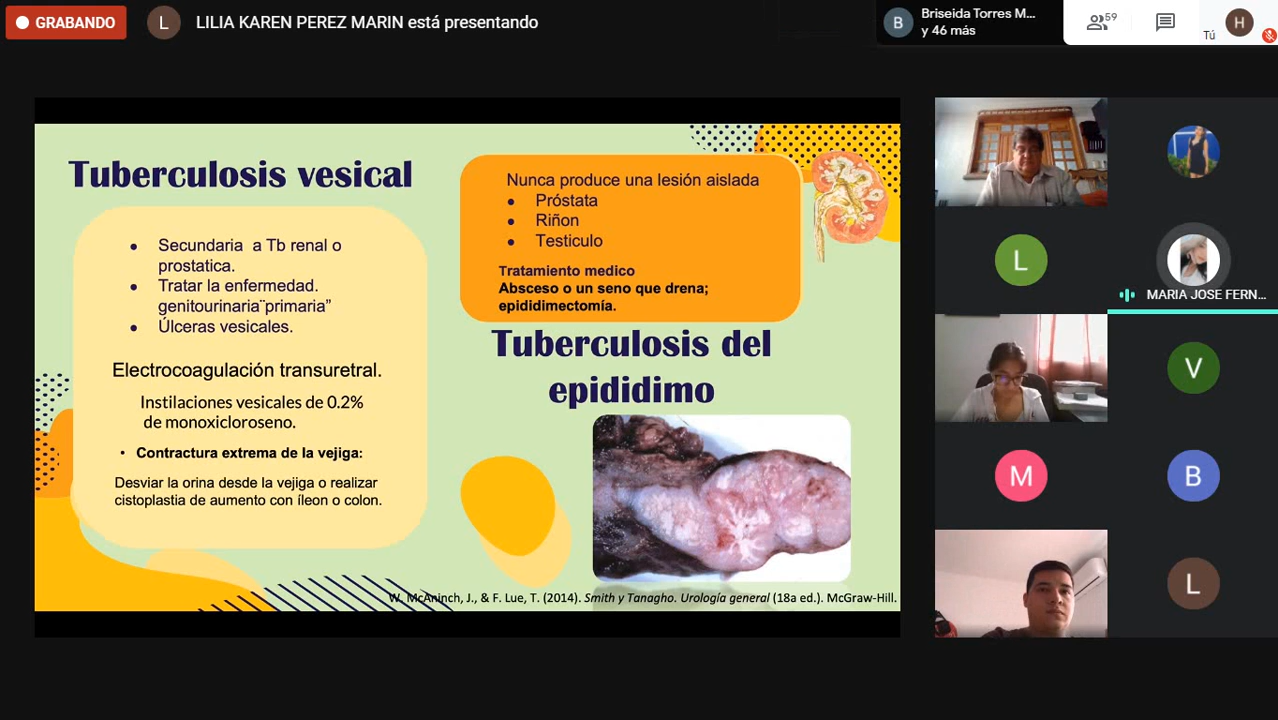 GRABANDO
L
LILIA KAREN PEREZ MARIN está presentando
B
Briseida Torres M...
y 46 más
59
Tú
H
Tuberculosis vesical
● Secundaria a Tb renal o
prostatica.
● Tratar la enfermedad.
genitourinaria¨primaria”
● Úlceras vesicales.
Electrocoagulación transuretral.
Instilaciones vesicales de 0.2%
de monoxicloroseno.
• Contractura extrema de la vejiga:
Desviar la orina desde la vejiga o realizar
cistoplastia de aumento con íleon o colon.
Nunca produce una lesión aislada
● Próstata
● Riñon
● Testiculo
Tratamiento medico
Absceso o un seno que drena;
epididimectomía.
Tuberculosis del
epidídimo
W. McAninch, J., & F. Lue, T. (2014). Smith y Tanagho. Urología general (18a ed.). McGraw-Hill.
L
MARIA JOSE FERN...
V
M
B
L